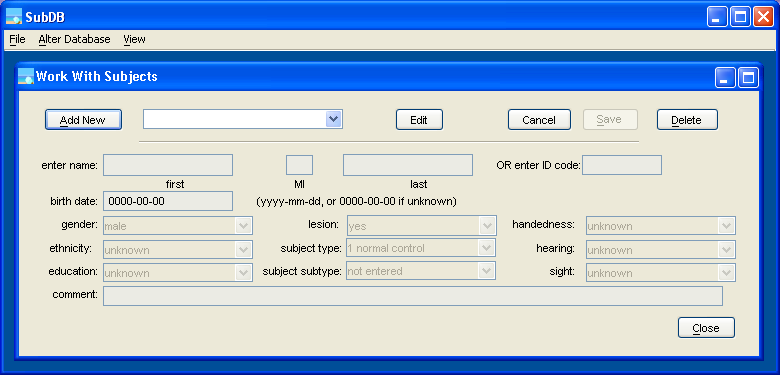 SubDB
File Alter Database View
Work With Subjects
Add New Edit Cancel Save Delete
enter name: OR enter ID code:
first MI last
birth date: 0000-00-00 (yyyy-mm-dd, or 0000-00-00 if unknown)
gender: male lesion: yes handedness: unknown
ethnicity: unknown subject type: 1 normal control hearing: unknown
education: unknown subject subtype: not entered sight: unknown
comment:
Close